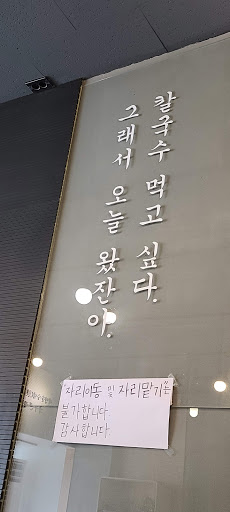 칼국수 먹고 싶다.
그래서 오늘 왔잔아.
"자리이동 및 자리맡기"는
불가합니다.
감사합니다.